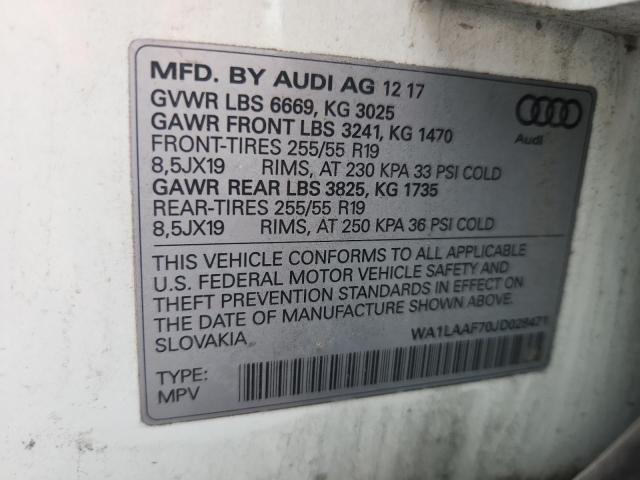 MFD. BY AUDI AG 12 17
GVWR LBS 6669, KG 3025
GAWR FRONT LBS 3241, KG 1470
FRONT-TIRES 255/55 R19
8,5JX19 RIMS, AT 230 KPA 33 PSI COLD
GAWR REAR LBS 3825, KG 1735
REAR-TIRES 255/55 R19
8,5JX19 RIMS, AT 250 KPA 36 PSI COLD
Audi
THIS VEHICLE CONFORMS TO ALL APPLICABLE
U.S. FEDERAL MOTOR VEHICLE SAFETY AND
THEFT PREVENTION STANDARDS IN EFFECT ON
THE DATE OF MANUFACTURE SHOWN ABOVE.
SLOVAKIA
WA1LAAF70JD028471
TYPE:
MPV